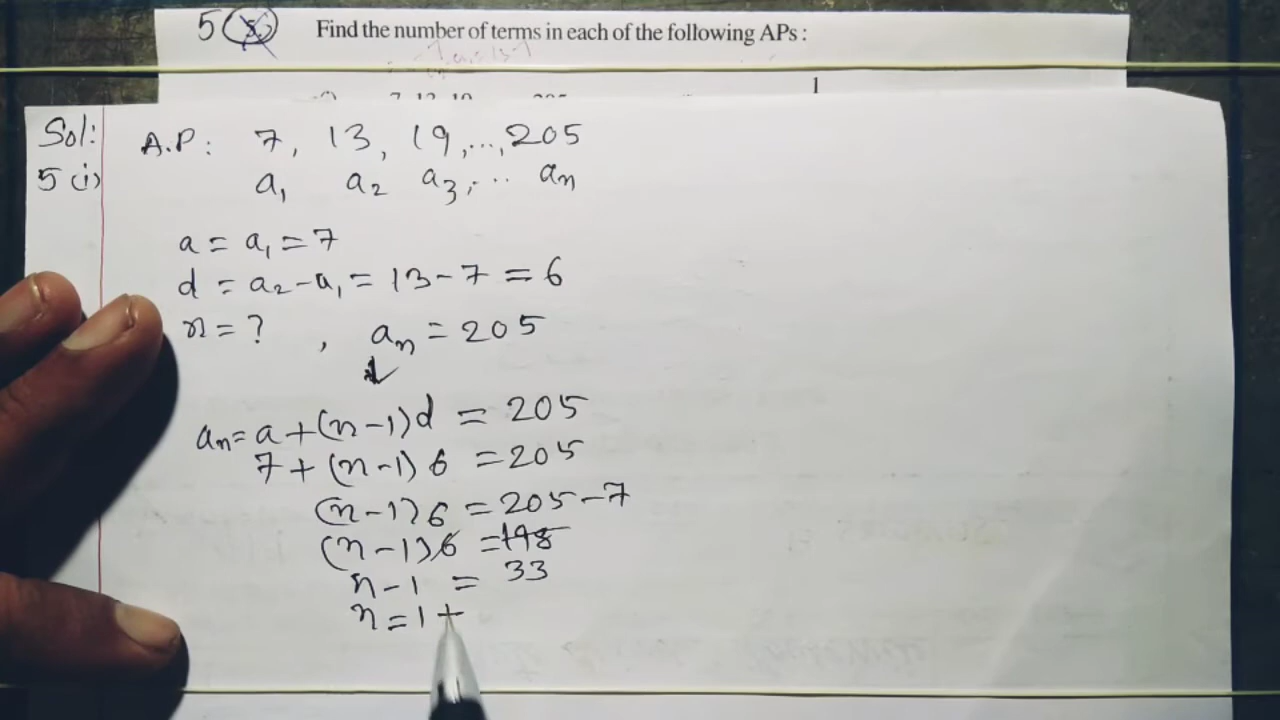 5 Find the number of terms in each of the following APs :
Sol: A.P: 7, 13, 19,..., 205
5 (i) a1 a2 a3,... an
a = a1 = 7
d = a2-a1 = 13-7 = 6
n = ? , an = 205
an = a+(n-1)d = 205
7+(n-1)6 = 205
(n-1)6 = 205-7
(n-1)6 = 198
n-1 = 33
n = 1+